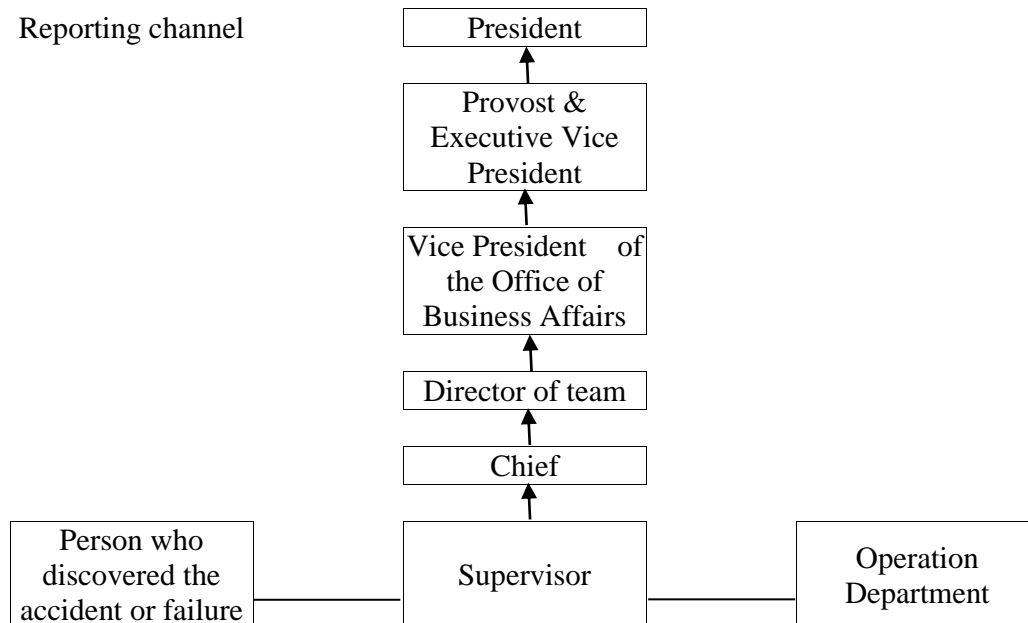 Reporting channel
President
Provost &
Executive Vice
President
Vice President of
the Office of
Business Affairs
Director of team
Chief
Person who
discovered the
accident or failure
Supervisor
Operation
Department